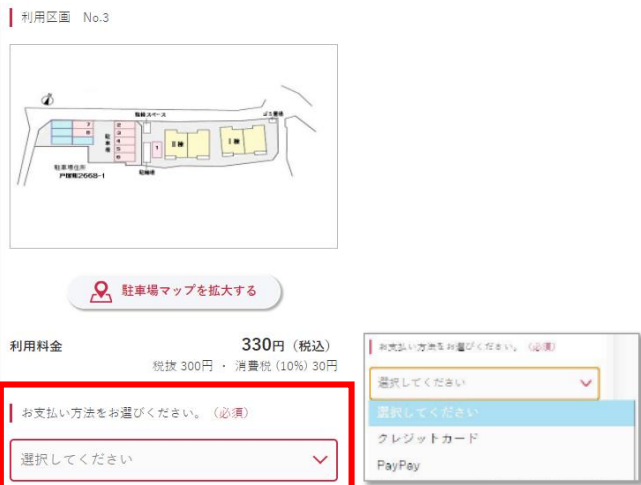 利用区画 No.3
駐輪スペース
ゴミ置場
7
8
駐車場
2
3
4
5
6
1
Ⅱ棟
Ⅰ棟
駐輪場
駐車場住所
2668-1
駐車場マップを拡大する
利用料金 330円（税込）
税抜 300円 ・ 消費税 (10%) 30円
お支払い方法をお選びください。（必須）
選択してください
お支払い方法をお選びください。（必須）
選択してください
選択してください
クレジットカード
PayPay